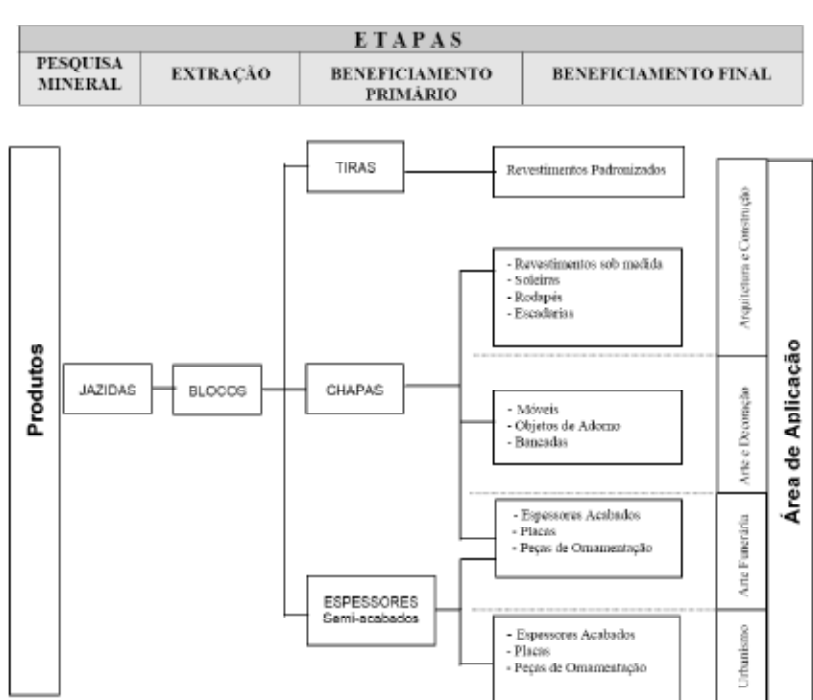 ETAPAS
PESQUISA
MINERAL
EXTRAÇÃO
BENEFICIAMENTO
PRIMÁRIO
BENEFICIAMENTO FINAL
Produtos
JAZIDAS
BLOCOS
TIRAS
CHAPAS
ESPESSORES
Semi-acabados
Revestimentos Padronizados
- Revestimentos sob medida
- Soleiras
- Rodapés
- Escadarias
- Móveis
- Objetos de Adorno
- Bancadas
- Espessores Acabados
- Placas
- Peças de Ornamentação
- Espessores Acabados
- Placas
- Peças de Ornamentação
Arquitetura e Construção
Arte e Decoração
Arte Funerária
Urbanismo
Área de Aplicação